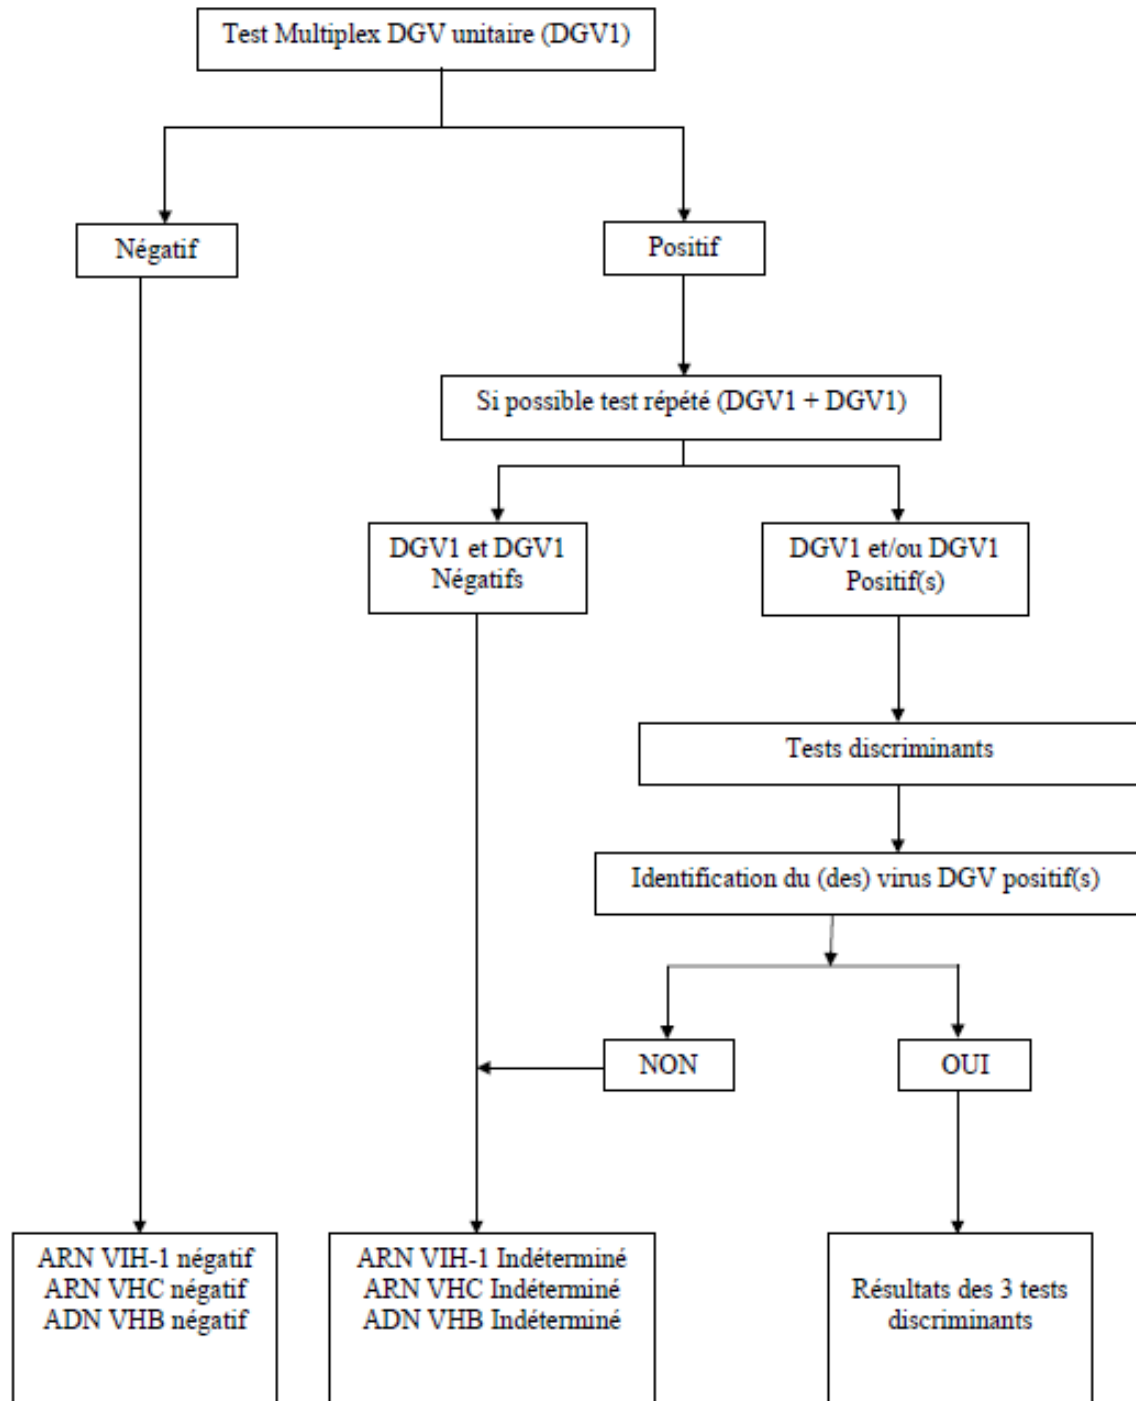 Test Multiplex DGV unitaire (DGV1)
Négatif
Positif
Si possible test répété (DGV1 + DGV1)
DGV1 et DGV1
Négatifs
DGV1 et/ou DGV1
Positif(s)
Tests discriminants
Identification du (des) virus DGV positif(s)
NON
OUI
ARN VIH-1 négatif
ARN VHC négatif
ADN VHB négatif
ARN VIH-1 Indéterminé
ARN VHC Indéterminé
ADN VHB Indéterminé
Résultats des 3 tests
discriminants